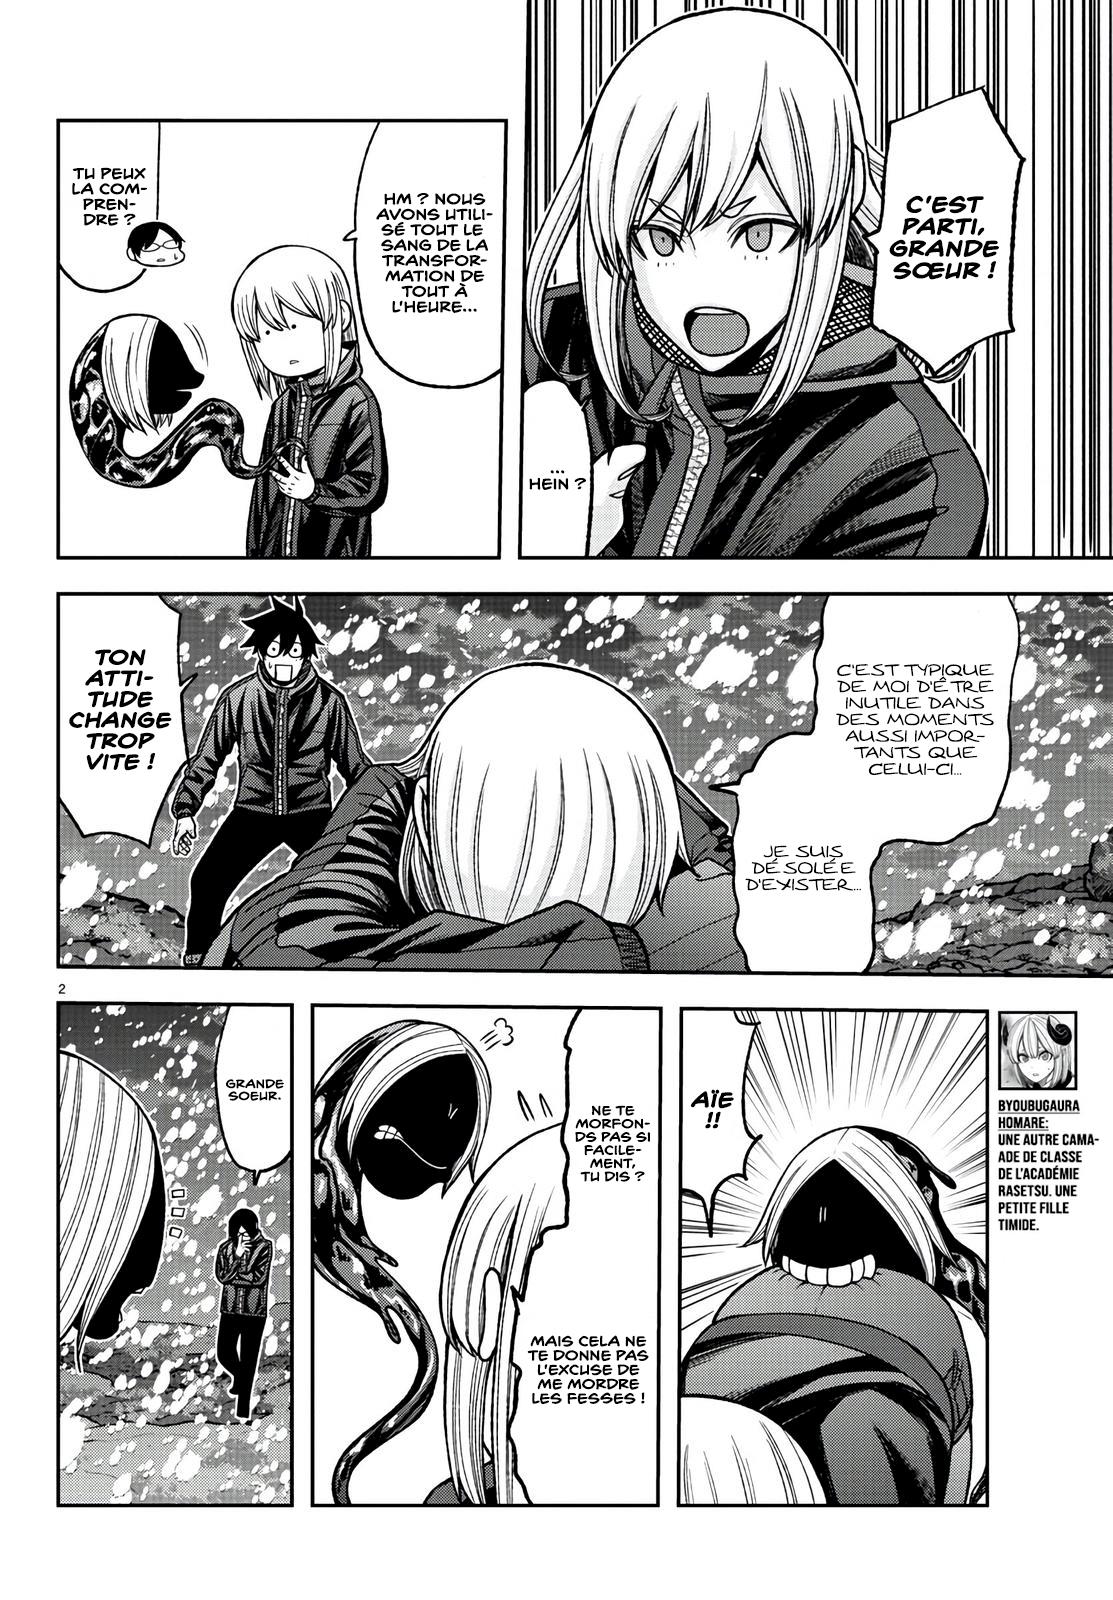 C'EST
PARTI,
GRANDE
SŒUR !
...
HEIN ?
HM ? NOUS
AVONS UTILI-
SÉ TOUT LE
SANG DE LA
TRANSFOR-
MATION DE
TOUT À
L'HEURE...
TU PEUX
LA COM-
PREN-
DRE ?
C'EST TYPIQUE
DE MOI D'ÊTRE
INUTILE DANS
DES MOMENTS
AUSSI IMPOR-
TANTS QUE
CELUI-CI...
JE SUIS
DÉSOLÉE
D'EXISTER...
TON
ATTI-
TUDE
CHANGE
TROP
VITE !
2
BYOUBUGAURA
HOMARE:
UNE AUTRE CAMA-
ADE DE CLASSE
DE L'ACADÉMIE
RASETSU. UNE
PETITE FILLE
TIMIDE.
AÏE
!!
NE TE
MORFON-
DS PAS SI
FACILE-
MENT,
TU DIS ?
MAIS CELA NE
TE DONNE PAS
L'EXCUSE DE
ME MORDRE
LES FESSES !
GRANDE
SOEUR.